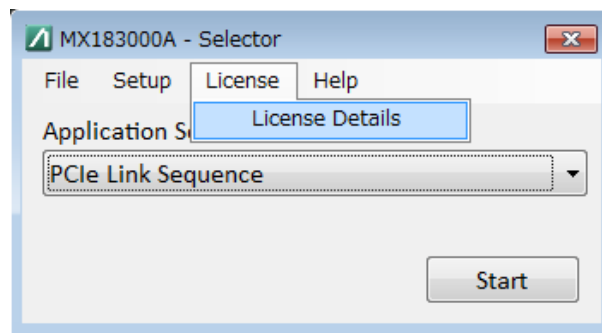 MX183000A - Selector
File Setup License Help
License Details
Application S
PCIe Link Sequence
Start